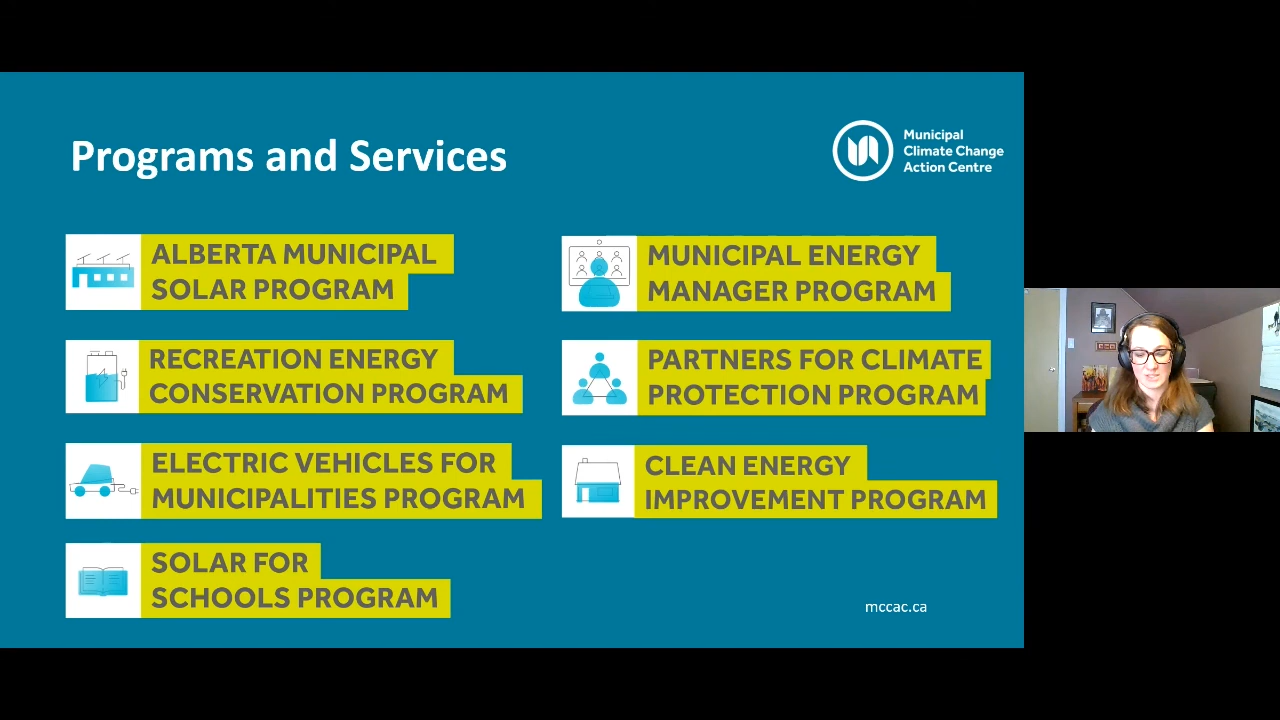 Programs and Services
Municipal
Climate Change
Action Centre
ALBERTA MUNICIPAL
SOLAR PROGRAM
RECREATION ENERGY
CONSERVATION PROGRAM
ELECTRIC VEHICLES FOR
MUNICIPALITIES PROGRAM
SOLAR FOR
SCHOOLS PROGRAM
MUNICIPAL ENERGY
MANAGER PROGRAM
PARTNERS FOR CLIMATE
PROTECTION PROGRAM
CLEAN ENERGY
IMPROVEMENT PROGRAM
mccac.ca